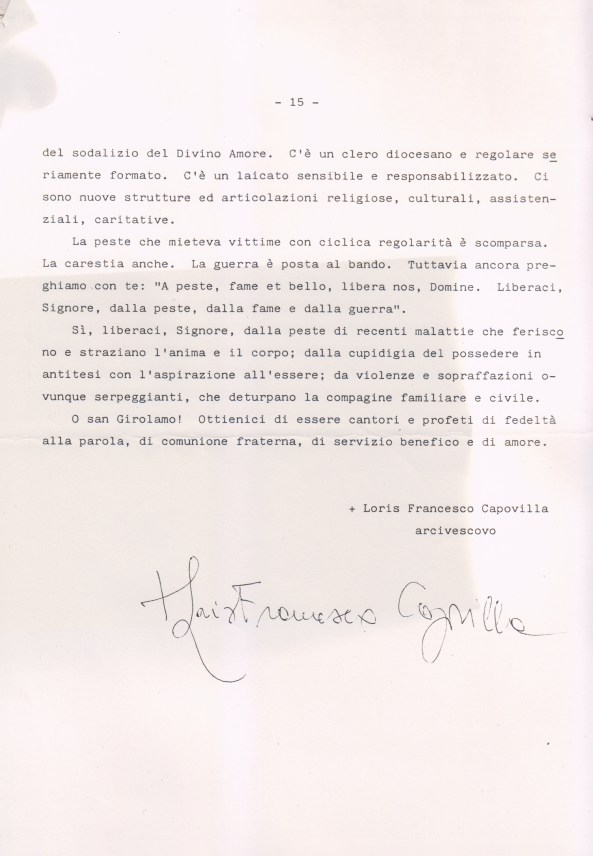 - 15 -
del sodalizio del Divino Amore. C'è un clero diocesano e regolare se
riamente formato. C'è un laicato sensibile e responsabilizzato. Ci
sono nuove strutture ed articolazioni religiose, culturali, assisten-
ziali, caritative.
La peste che mieteva vittime con ciclica regolarità è scomparsa.
La carestia anche. La guerra è posta al bando. Tuttavia ancora pre-
ghiamo con te: "A peste, fame et bello, libera nos, Domine. Liberaci,
Signore, dalla peste, dalla fame e dalla guerra".
Sì, liberaci, Signore, dalla peste di recenti malattie che ferisco
no e straziano l'anima e il corpo; dalla cupidigia del possedere in
antitesi con l'aspirazione all'essere; da violenze e sopraffazioni o-
vunque serpeggianti, che deturpano la compagine familiare e civile.
O san Girolamo! Ottienici di essere cantori e profeti di fedeltà
alla parola, di comunione fraterna, di servizio benefico e di amore.
+ Loris Francesco Capovilla
arcivescovo
+ Loris Francesco Capovilla